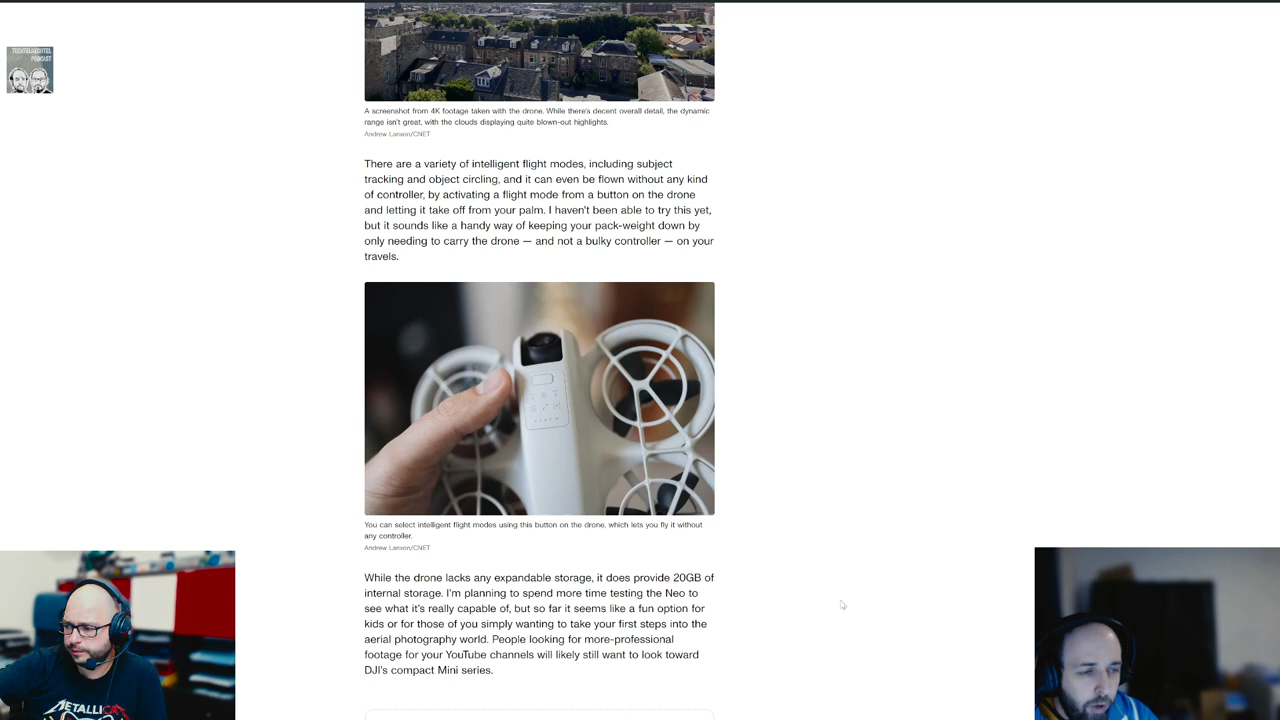 TECHTELMECHTEL
PODCAST
A screenshot from 4K footage taken with the drone. While there's decent overall detail, the dynamic
range isn't great, with the clouds displaying quite blown-out highlights.
Andrew Lanxon/CNET
There are a variety of intelligent flight modes, including subject
tracking and object circling, and it can even be flown without any kind
of controller, by activating a flight mode from a button on the drone
and letting it take off from your palm. I haven't been able to try this yet,
but it sounds like a handy way of keeping your pack-weight down by
only needing to carry the drone — and not a bulky controller — on your
travels.
You can select intelligent flight modes using this button on the drone, which lets you fly it without
any controller.
Andrew Lanxon/CNET
While the drone lacks any expandable storage, it does provide 20GB of
internal storage. I'm planning to spend more time testing the Neo to
see what it's really capable of, but so far it seems like a fun option for
kids or for those of you simply wanting to take your first steps into the
aerial photography world. People looking for more-professional
footage for your YouTube channels will likely still want to look toward
DJI's compact Mini series.
METALLICA